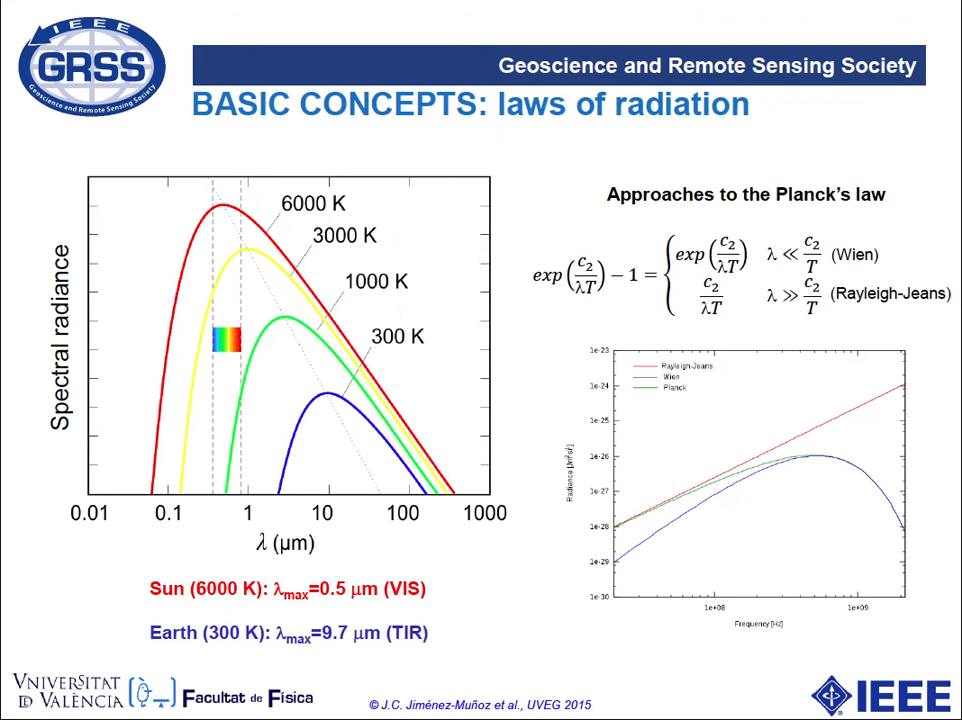 IEEE
GRSS
Geoscience and Remote Sensing Society
Geoscience and Remote Sensing Society
BASIC CONCEPTS: laws of radiation
6000 K
3000 K
1000 K
300 K
Spectral radiance
0.01 0.1 1 10 100 1000
λ (µm)
Sun (6000 K): λmax=0.5 µm (VIS)
Earth (300 K): λmax=9.7 µm (TIR)
Approaches to the Planck's law
exp(c₂/λT) − 1 = { exp(c₂/λT) λ ≪ c₂/T (Wien)
c₂/λT λ ≫ c₂/T (Rayleigh-Jeans)
1e-23
1e-24
1e-25
1e-26
1e-27
1e-28
1e-29
1e-30
Rayleigh-Jeans
Wien
Planck
1e+08 1e+09
Frequency [Hz]
VNIVERSITAT
DE VALÈNCIA
Facultat de Física
© J.C. Jiménez-Muñoz et al., UVEG 2015
IEEE